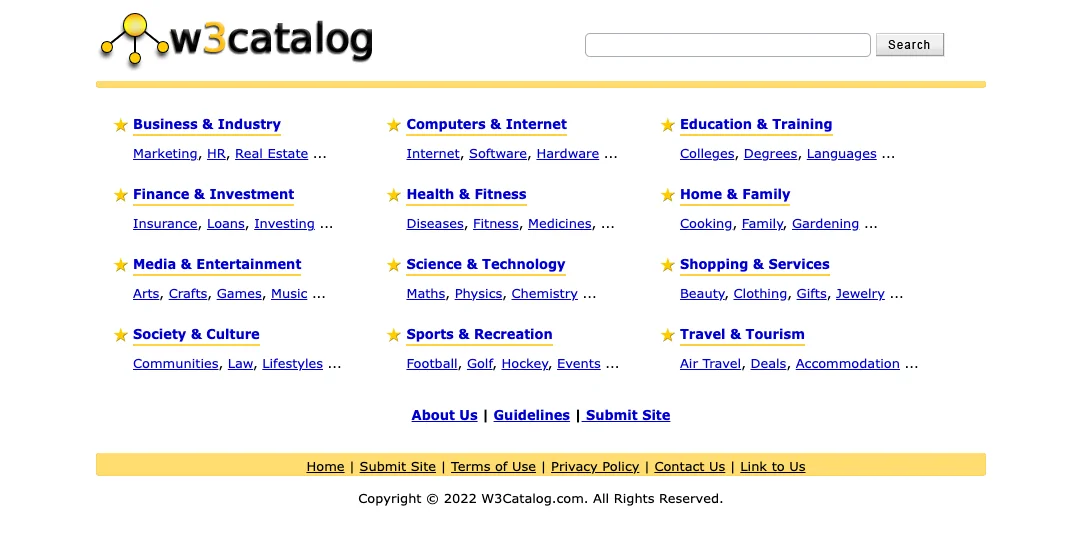 w3catalog
Search
Business & Industry
Marketing, HR, Real Estate ...
Computers & Internet
Internet, Software, Hardware ...
Education & Training
Colleges, Degrees, Languages ...
Finance & Investment
Insurance, Loans, Investing ...
Health & Fitness
Diseases, Fitness, Medicines, ...
Home & Family
Cooking, Family, Gardening ...
Media & Entertainment
Arts, Crafts, Games, Music ...
Science & Technology
Maths, Physics, Chemistry ...
Shopping & Services
Beauty, Clothing, Gifts, Jewelry ...
Society & Culture
Communities, Law, Lifestyles ...
Sports & Recreation
Football, Golf, Hockey, Events ...
Travel & Tourism
Air Travel, Deals, Accommodation ...
About Us | Guidelines | Submit Site
Home | Submit Site | Terms of Use | Privacy Policy | Contact Us | Link to Us
Copyright © 2022 W3Catalog.com. All Rights Reserved.